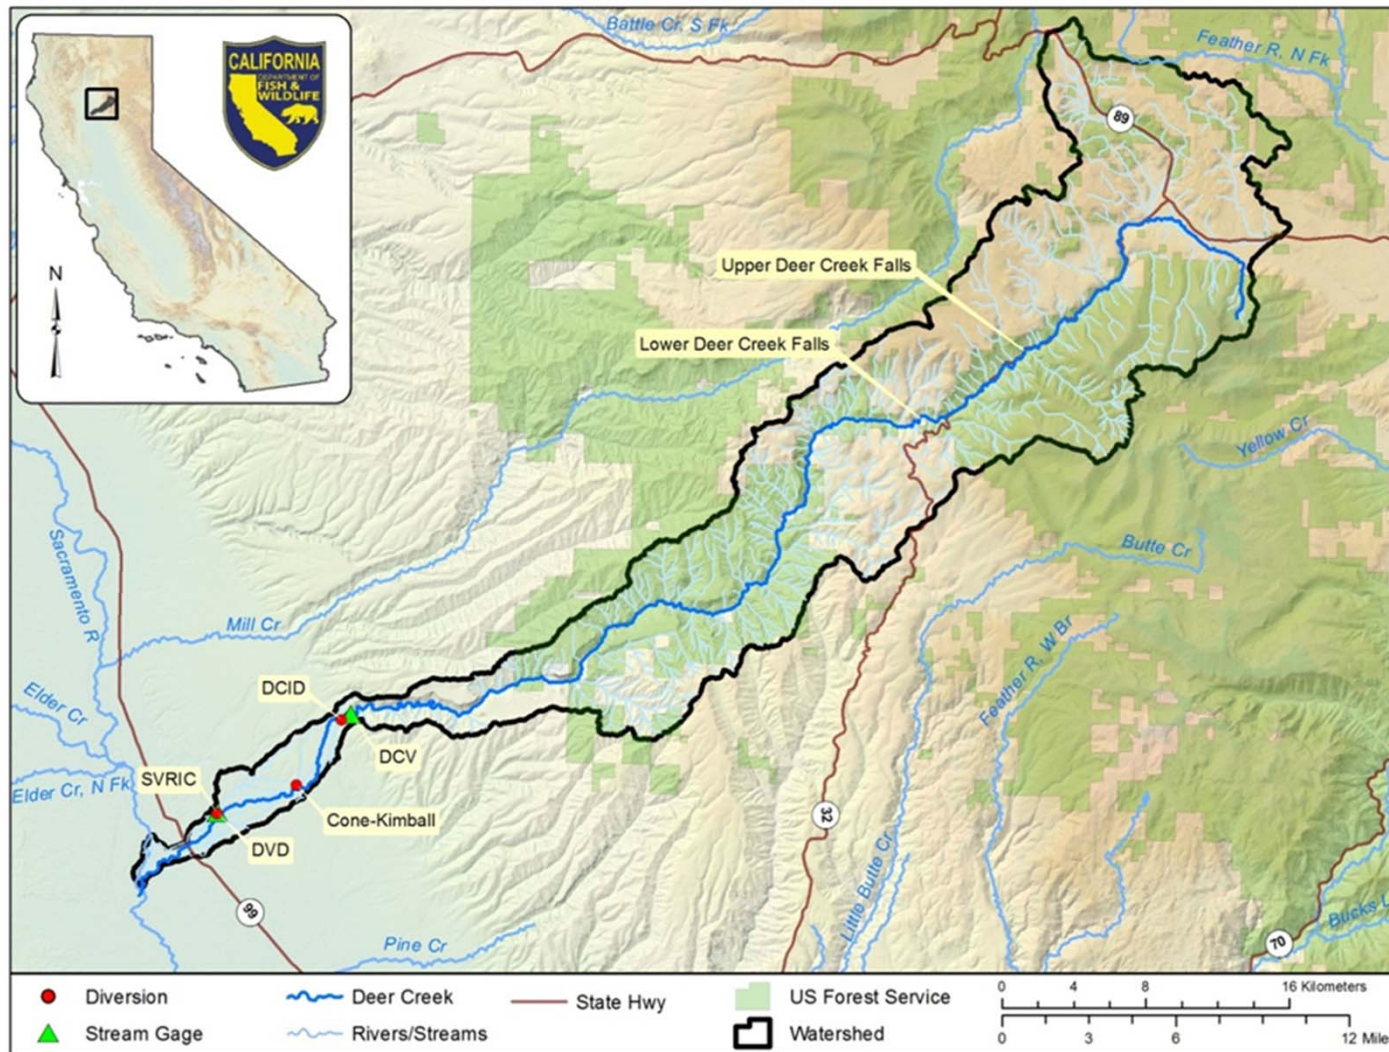 Battle Cr, S Fk
Feather R, N Fk
CALIFORNIA
DEPARTMENT OF
FISH &
WILDLIFE
89
N
Upper Deer Creek Falls
Lower Deer Creek Falls
Yellow Cr
Butte Cr
Sacramento R
Mill Cr
Feather R, W Br
DCID
Elder Cr
DCV
SVRIC
Elder Cr, N Fk
Cone-Kimball
32
DVD
Little Butte Cr
99
Bucks L
Pine Cr
70
Diversion
Deer Creek
State Hwy
US Forest Service
0 4 8 16 Kilometers
Stream Gage
Rivers/Streams
Watershed
0 3 6 12 Mile